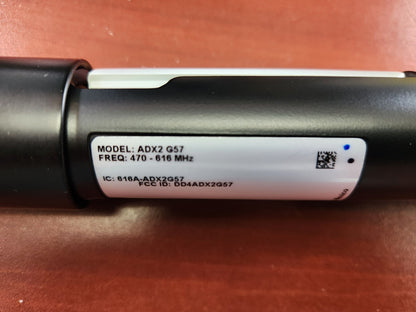 MODEL: ADX2 G57
FREQ: 470 - 616 MHz
IC: 616A-ADX2G57
FCC ID: DD4ADX2G57